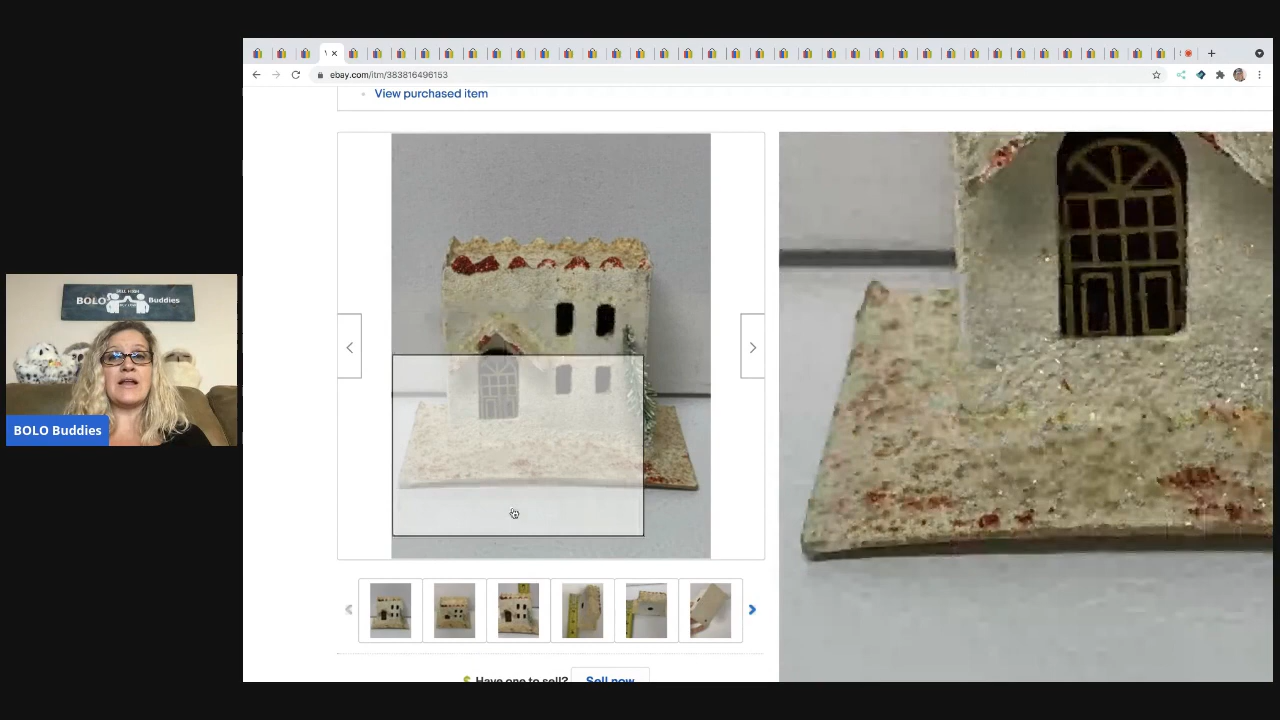 ebay.com/itm/383816496153
View purchased item
BOLO
Buddies
BOLO Buddies
Have one to sell?
Sell now